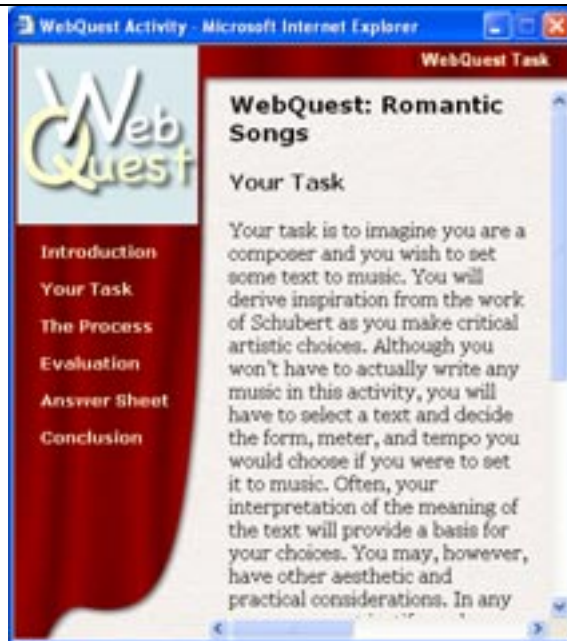 WebQuest Activity - Microsoft Internet Explorer
WebQuest Task
Web
Quest
Introduction
Your Task
The Process
Evaluation
Answer Sheet
Conclusion
WebQuest: Romantic
Songs
Your Task
Your task is to imagine you are a
composer and you wish to set
some text to music. You will
derive inspiration from the work
of Schubert as you make critical
artistic choices. Although you
won't have to actually write any
music in this activity, you will
have to select a text and decide
the form, meter, and tempo you
would choose if you were to set
it to music. Often, your
interpretation of the meaning of
the text will provide a basis for
your choices. You may, however,
have other aesthetic and
practical considerations. In any